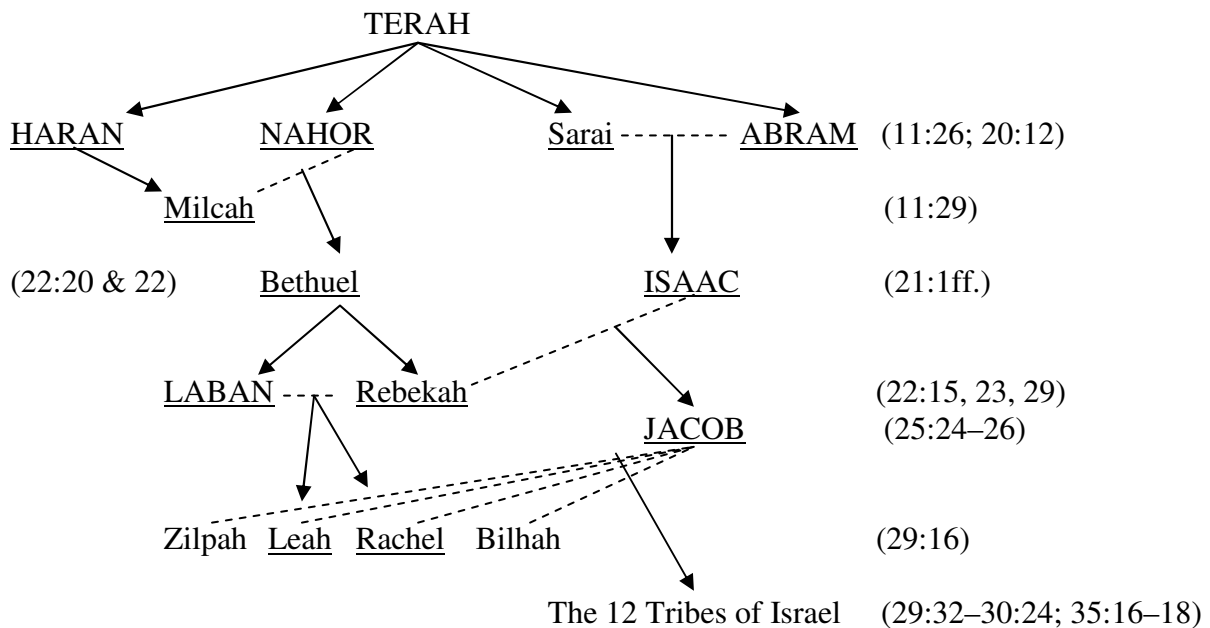 TERAH
HARAN NAHOR Sarai ABRAM (11:26; 20:12)
Milcah (11:29)
(22:20 & 22) Bethuel ISAAC (21:1ff.)
LABAN Rebekah (22:15, 23, 29)
JACOB (25:24–26)
Zilpah Leah Rachel Bilhah (29:16)
The 12 Tribes of Israel (29:32–30:24; 35:16–18)